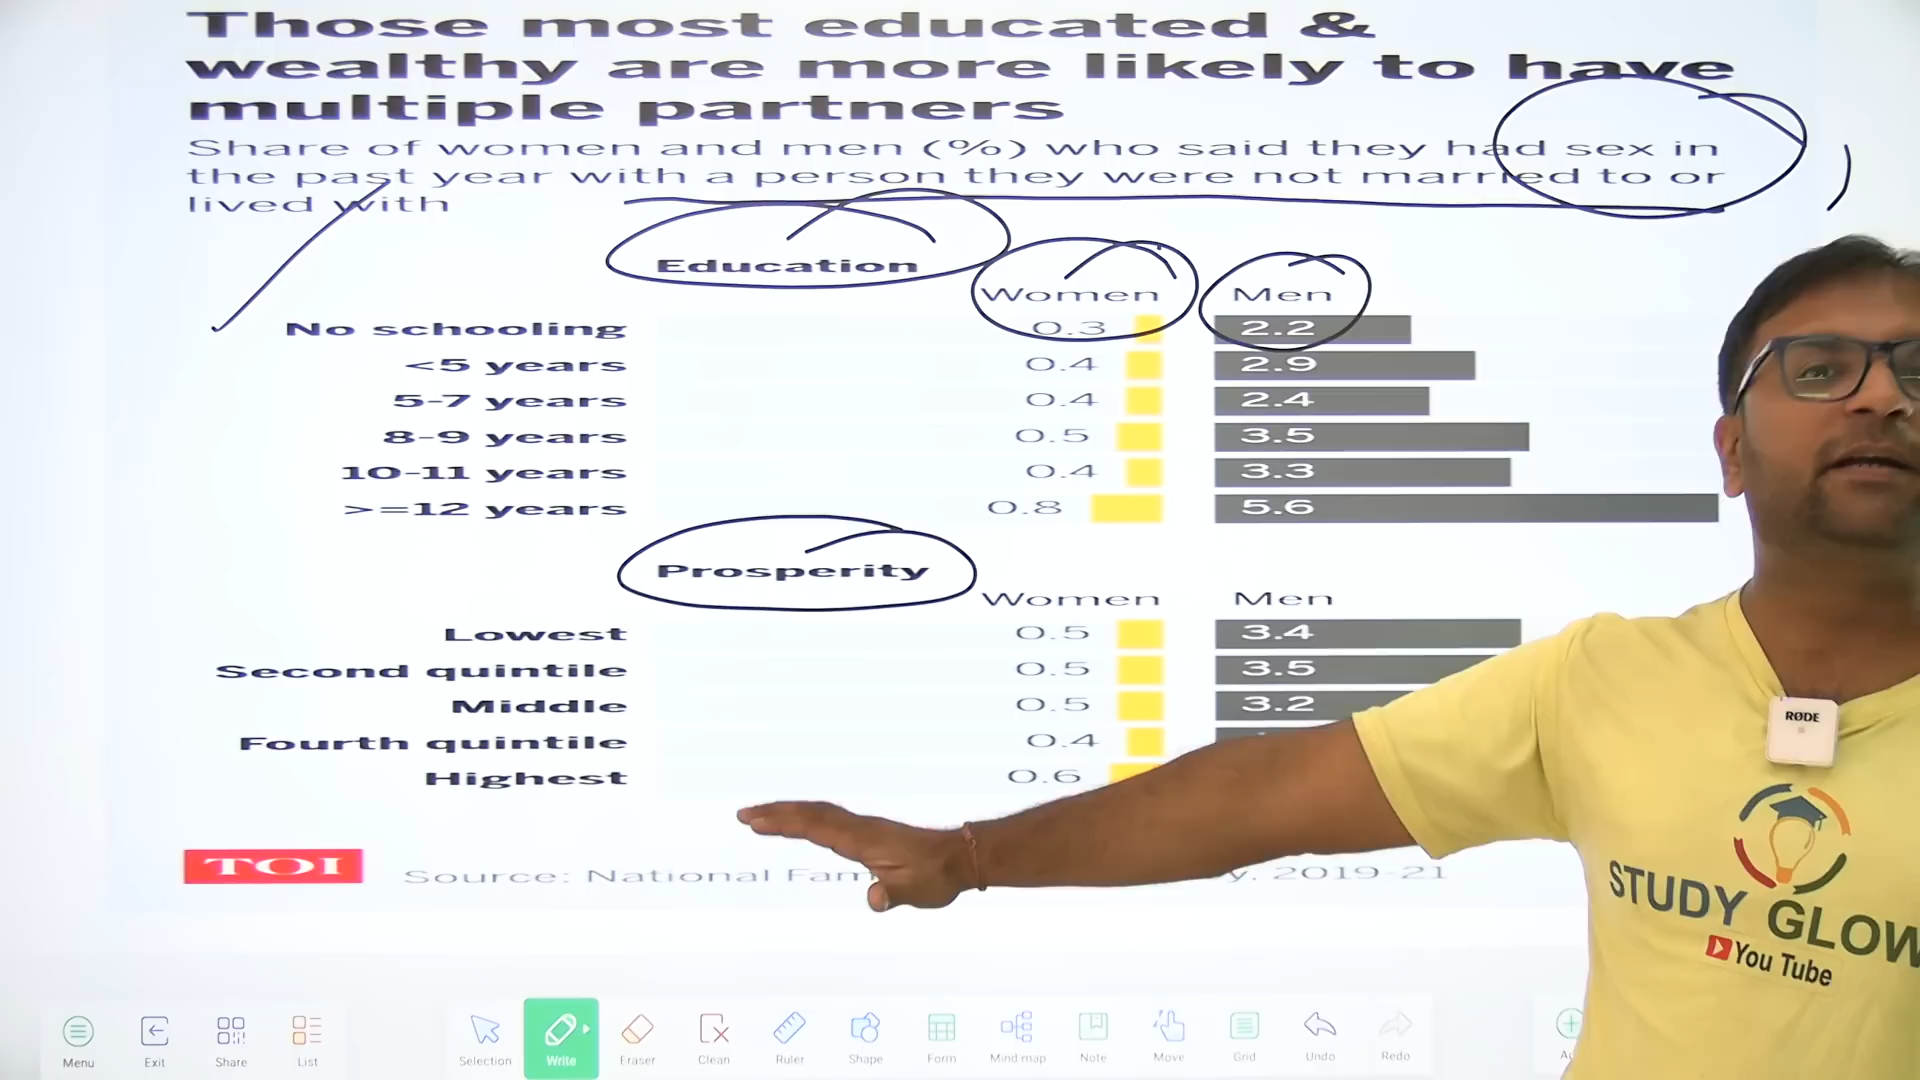 Those most educated &
wealthy are more likely to have
multiple partners
Share of women and men (%) who said they had sex in
the past year with a person they were not married to or
lived with
Education
Women Men
No schooling 0.3 2.2
<5 years 0.4 2.9
5-7 years 0.4 2.4
8-9 years 0.5 3.5
10-11 years 0.4 3.3
>=12 years 0.8 5.6
Prosperity
Women Men
Lowest 0.5 3.4
Second quintile 0.5 3.5
Middle 0.5 3.2
Fourth quintile 0.4
Highest 0.6
TOI Source: National 2019-21
RØDE
STUDY GLOW
You Tube
Menu Exit Share List Selection Write Eraser Clean Ruler Shape Form Mind map Note Move Grid Undo Redo